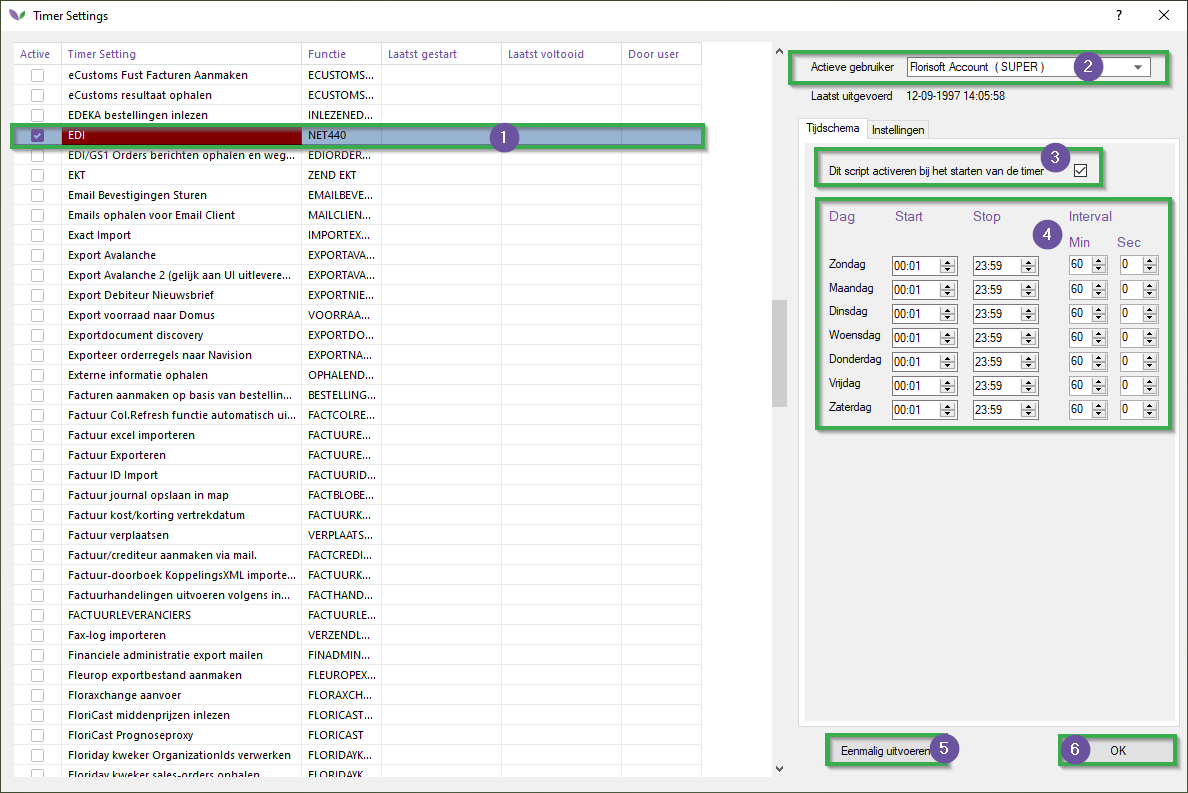 Timer Settings
?
Active Timer Setting Functie Laatst gestart Laatst voltooid Door user
eCustoms Fust Facturen Aanmaken ECUSTOMS...
eCustoms resultaat ophalen ECUSTOMS...
EDEKA bestellingen inlezen INLEZENED...
EDI NET440 1
EDI/GS1 Orders berichten ophalen en weg... EDIORDER...
EKT ZEND EKT
Email Bevestigingen Sturen EMAILBEVE...
Emails ophalen voor Email Client MAILCLIEN...
Exact Import IMPORTEX...
Export Avalanche EXPORTAVA...
Export Avalanche 2 (gelijk aan UI uitlevere... EXPORTAVA...
Export Debiteur Nieuwsbrief EXPORTNIE...
Export voorraad naar Domus VOORRAA...
Exportdocument discovery EXPORTDO...
Exporteer orderregels naar Navision EXPORTNA...
Externe informatie ophalen OPHALEND...
Facturen aanmaken op basis van bestellin... BESTELLING...
Factuur Col.Refresh functie automatisch ui... FACTCOLRE...
Factuur excel importeren FACTUURE...
Factuur Exporteren FACTUURE...
Factuur ID Import FACTUURID...
Factuur journal opslaan in map FACTBLOBE...
Factuur kost/korting vertrekdatum FACTUURK...
Factuur verplaatsen VERPLAATS...
Factuur/crediteur aanmaken via mail. FACTCREDI...
Factuur-doorboek KoppelingsXML importe... FACTUURK...
Factuurhandelingen uitvoeren volgens in... FACTHAND...
FACTUURLEVERANCIERS FACTUURLE...
Fax-log importeren VERZENDL...
Financiele administratie export mailen FINADMIN...
Fleurop exportbestand aanmaken FLEUROPEX...
Floraxchange aanvoer FLORAXCH...
FloriCast middenprijzen inlezen FLORICAST...
FloriCast Prognoseproxy FLORICAST
Floriday kweker OrganizationIds verwerken FLORIDAYK...
Floriday kweker sales-orders ophalen FLORIDAYK...
Actieve gebruiker Florisoft Account ( SUPER ) 2
Laatst uitgevoerd 12-09-1997 14:05:58
Tijdschema Instellingen
Dit script activeren bij het starten van de timer 3
Dag Start Stop Interval
4 Min Sec
Zondag 00:01 23:59 60 0
Maandag 00:01 23:59 60 0
Dinsdag 00:01 23:59 60 0
Woensdag 00:01 23:59 60 0
Donderdag 00:01 23:59 60 0
Vrijdag 00:01 23:59 60 0
Zaterdag 00:01 23:59 60 0
Eenmalig uitvoeren 5
6 OK